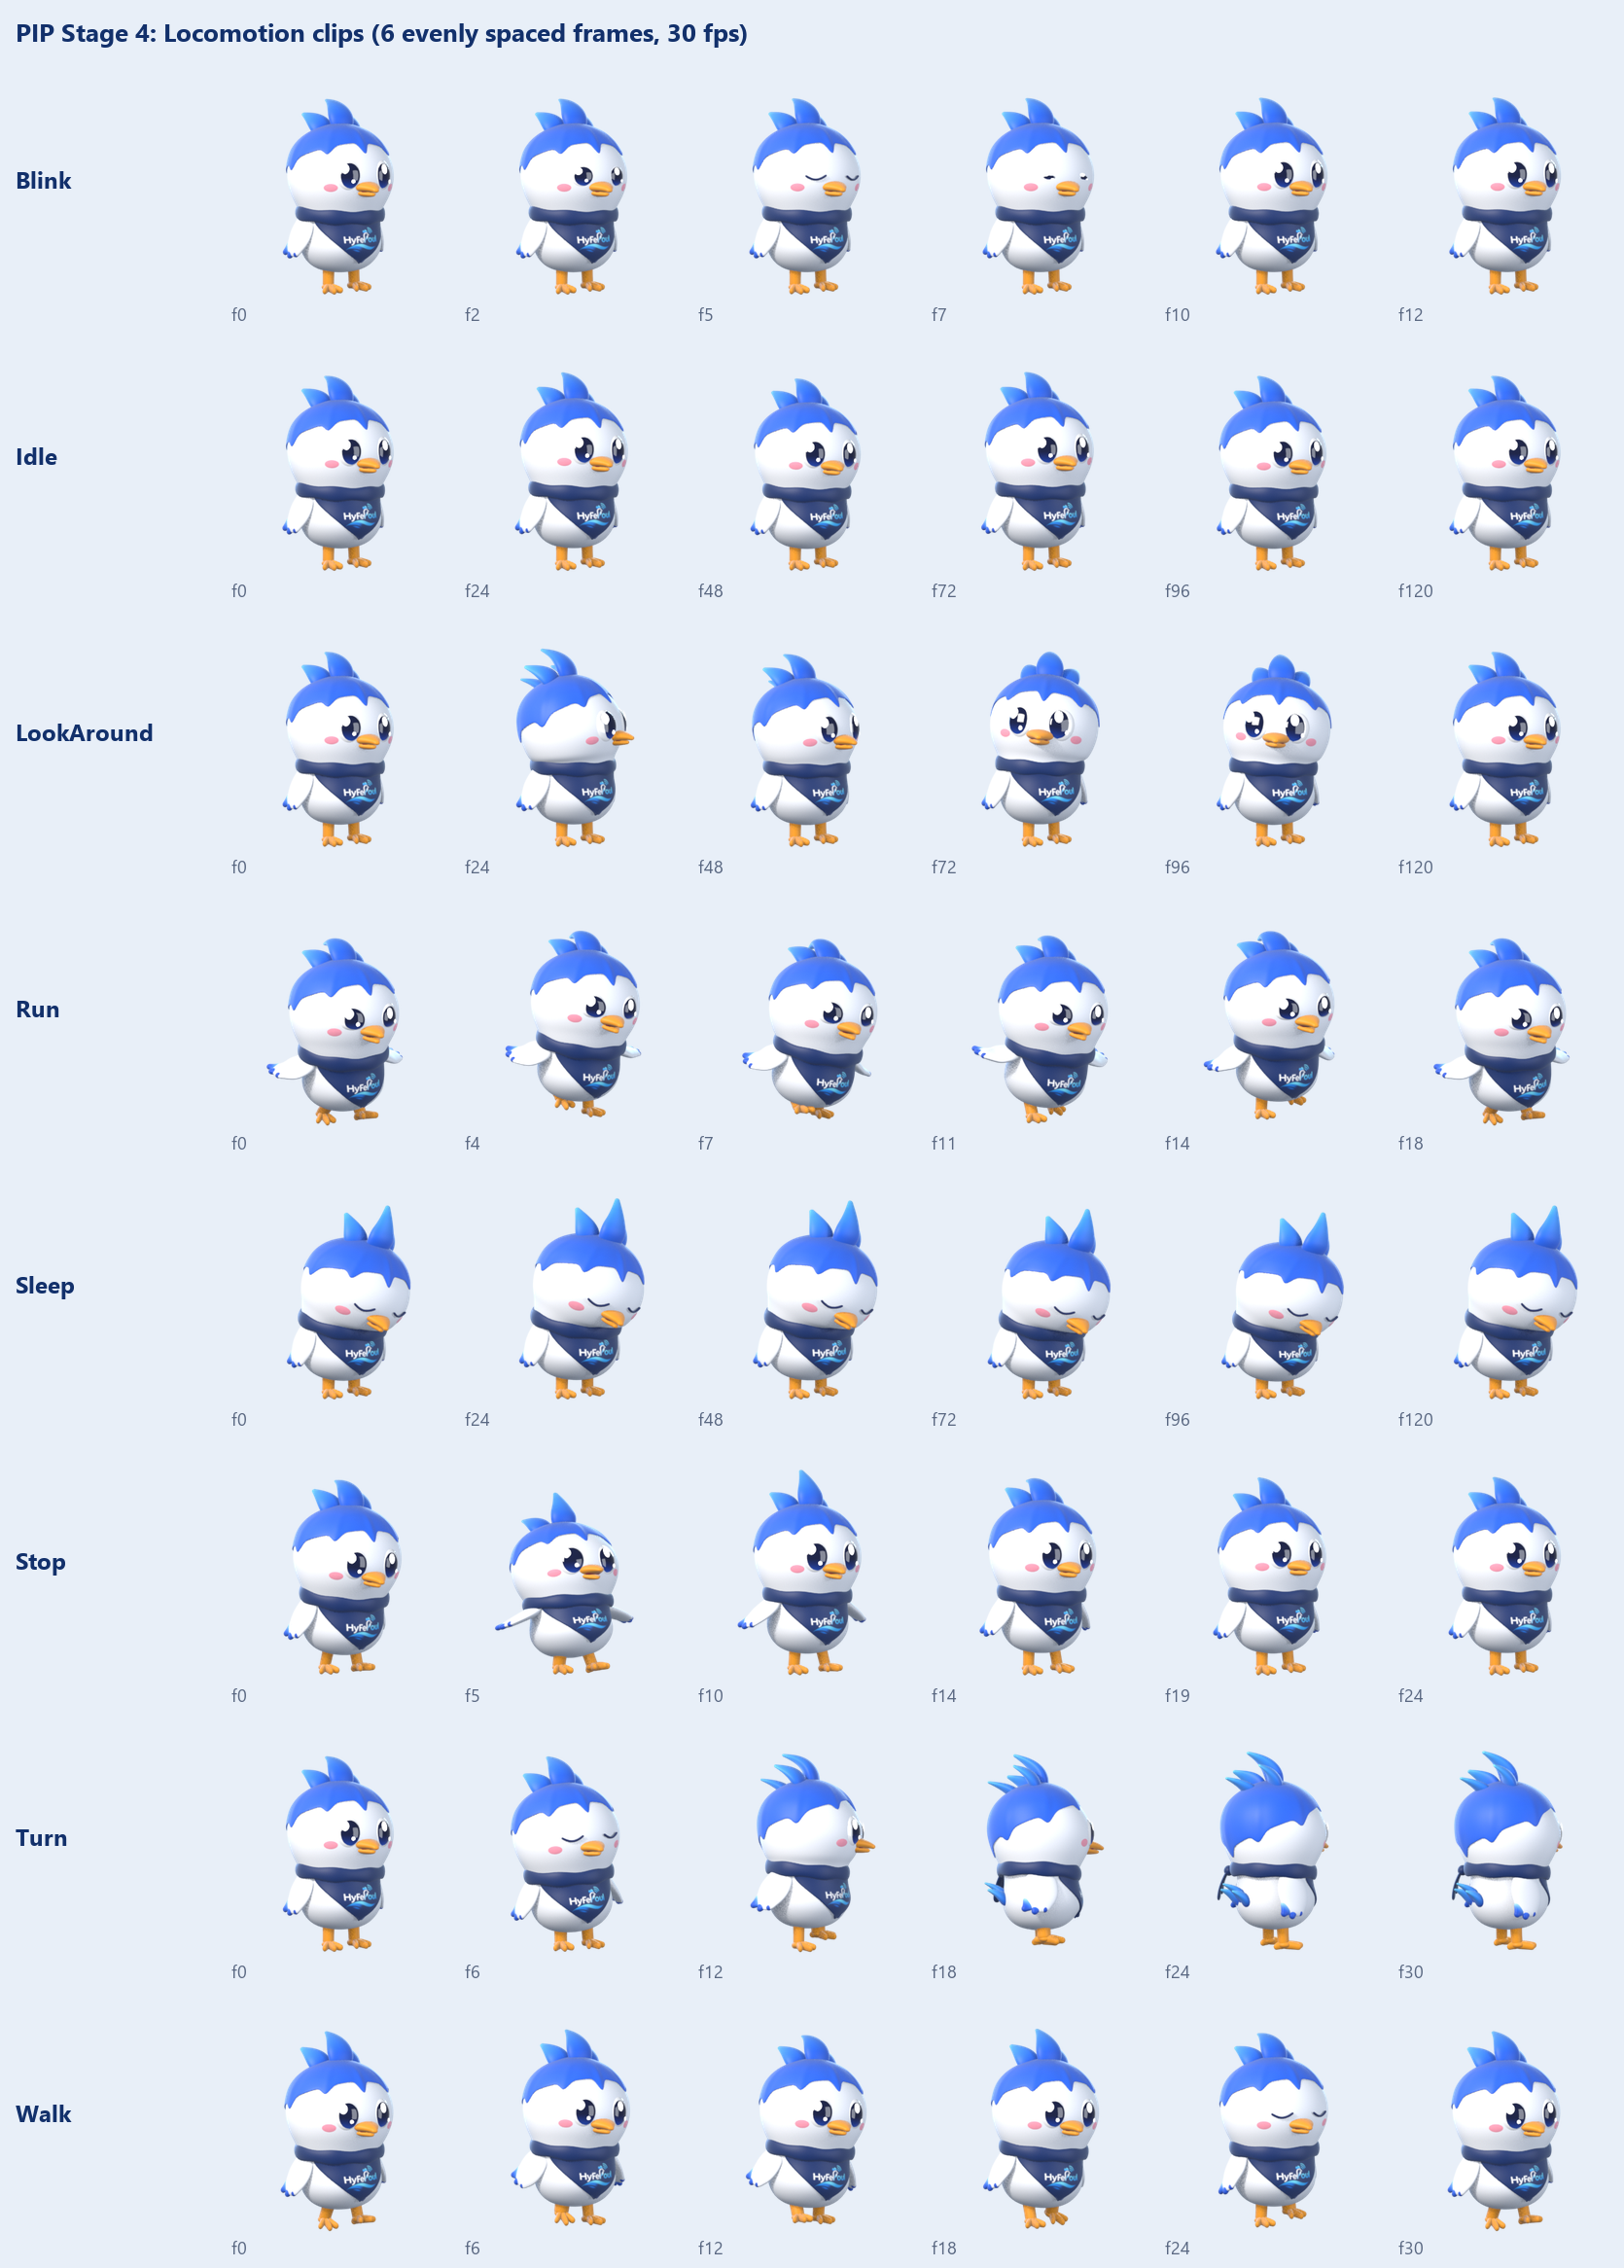 PIP Stage 4: Locomotion clips (6 evenly spaced frames, 30 fps)
Blink
f0 f2 f5 f7 f10 f12
Idle
f0 f24 f48 f72 f96 f120
LookAround
f0 f24 f48 f72 f96 f120
Run
f0 f4 f7 f11 f14 f18
Sleep
f0 f24 f48 f72 f96 f120
Stop
f0 f5 f10 f14 f19 f24
Turn
f0 f6 f12 f18 f24 f30
Walk
f0 f6 f12 f18 f24 f30